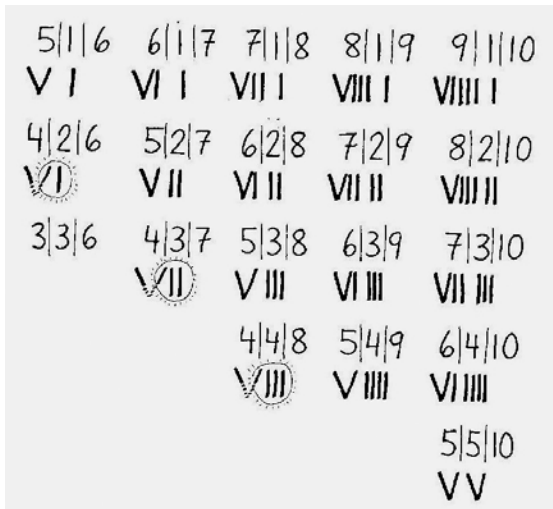 5|1|6 6|1|7 7|1|8 8|1|9 9|1|10
V I VI I VII I VIII I VIIII I
4|2|6 5|2|7 6|2|8 7|2|9 8|2|10
VI V II VI II VII II VIII II
3|3|6 4|3|7 5|3|8 6|3|9 7|3|10
VII V III VI III VII III
4|4|8 5|4|9 6|4|10
VIII V IIII VI IIII
5|5|10
V V